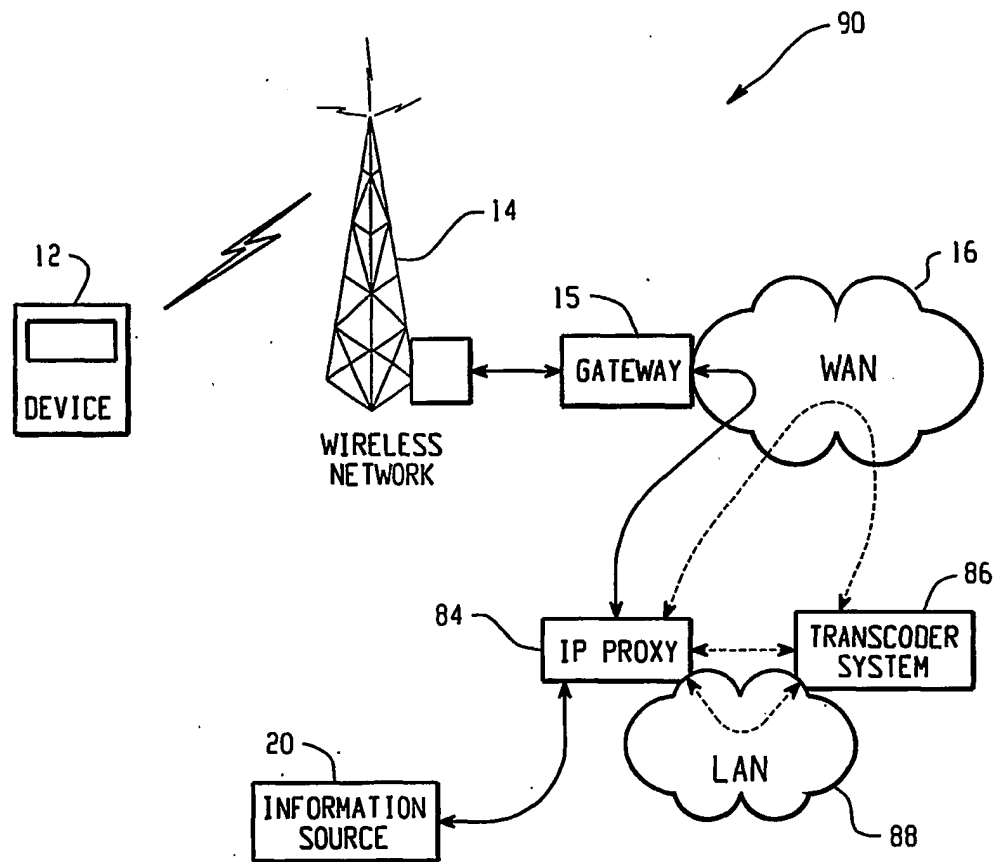 90
14
12
16
15
GATEWAY
WAN
DEVICE
WIRELESS
NETWORK
86
84
IP PROXY
TRANSCODER
SYSTEM
20
LAN
INFORMATION
SOURCE
88